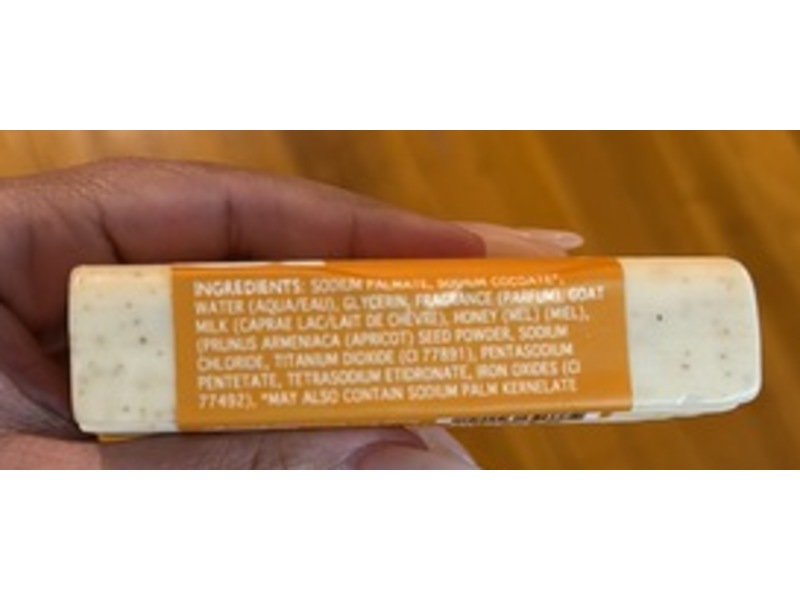 INGREDIENTS: SODIUM PALMATE, SODIUM COCOATE*,
WATER (AQUA/EAU), GLYCERIN, FRAGRANCE (PARFUM), GOAT
MILK (CAPRAE LAC/LAIT DE CHÈVRE), HONEY (MEL) (MIEL),
(PRUNUS ARMENIACA (APRICOT) SEED POWDER, SODIUM
CHLORIDE, TITANIUM DIOXIDE (CI 77891), PENTASODIUM
PENTETATE, TETRASODIUM ETIDRONATE, IRON OXIDES (CI
77492), *MAY ALSO CONTAIN SODIUM PALM KERNELATE